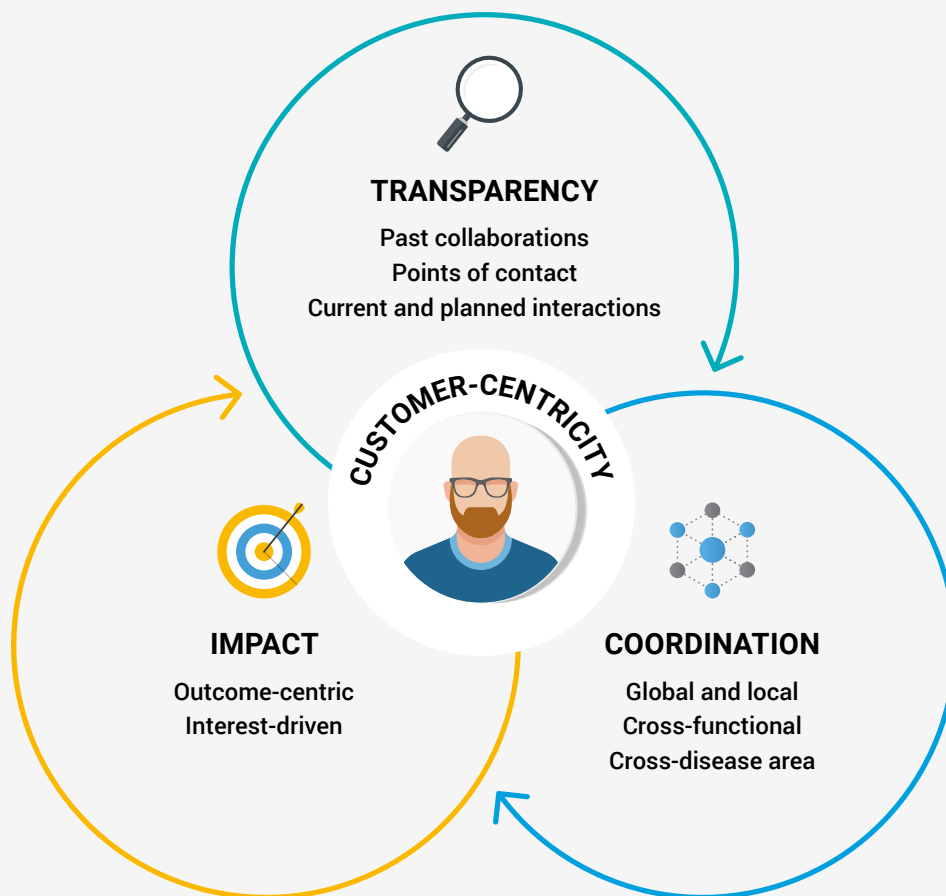 TRANSPARENCY
Past collaborations
Points of contact
Current and planned interactions
CUSTOMER-CENTRICITY
IMPACT
Outcome-centric
Interest-driven
COORDINATION
Global and local
Cross-functional
Cross-disease area